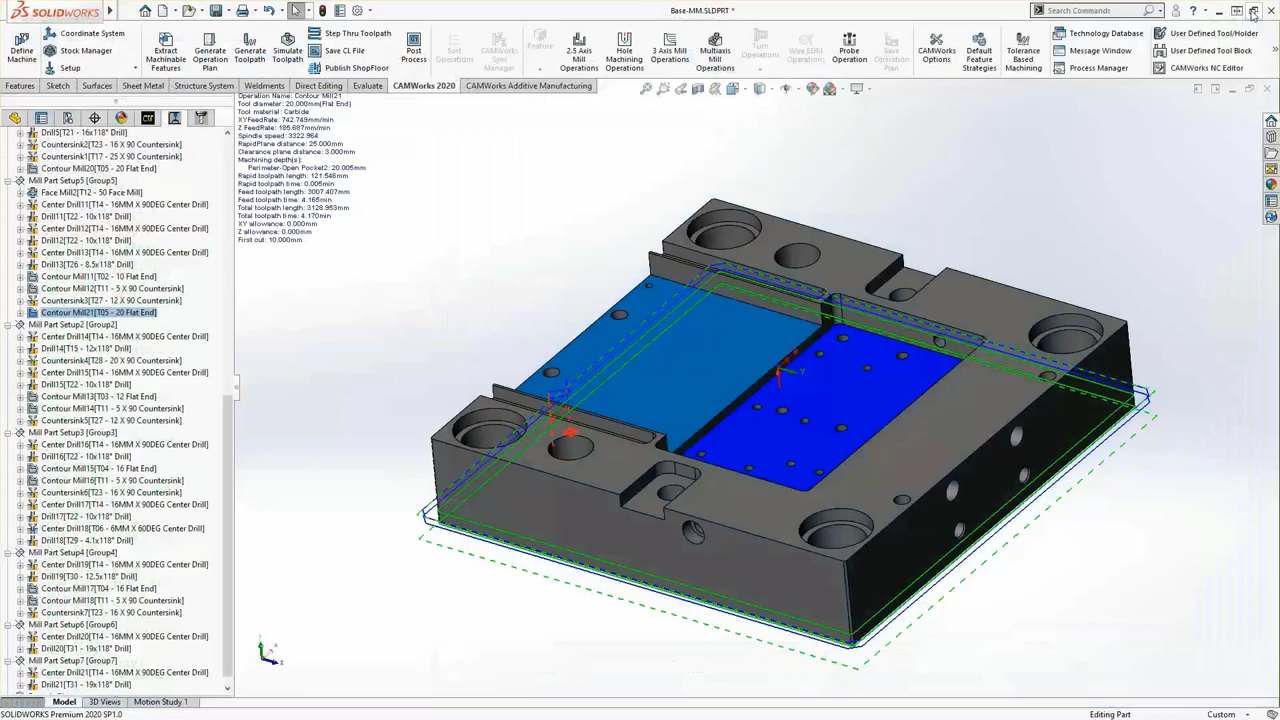 SOLIDWORKS
Base-MM.SLDPRT *
Search Commands
Define Machine
Coordinate System
Stock Manager
Setup
Extract Machinable Features
Generate Operation Plan
Generate Toolpath
Simulate Toolpath
Step Thru Toolpath
Save CL File
Publish ShopFloor
Post Process
Sort Operations
CAMWorks Sync Manager
Feature
2.5 Axis Mill Operations
Hole Machining Operations
3 Axis Mill Operations
Multiaxis Mill Operations
Turn Operations
Wire EDM Operations
Probe Operation
Save Operation Plan
CAMWorks Options
Default Feature Strategies
Tolerance Based Machining
Technology Database
Message Window
Process Manager
User Defined Tool/Holder
User Defined Tool Block
CAMWorks NC Editor
Features
Sketch
Surfaces
Sheet Metal
Structure System
Weldments
Direct Editing
Evaluate
CAMWorks 2020
CAMWorks Additive Manufacturing
Drill5[T21 - 16x118° Drill]
Countersink2[T23 - 16 X 90 Countersink]
Countersink1[T17 - 25 X 90 Countersink]
Contour Mill20[T05 - 20 Flat End]
Mill Part Setup5 [Group5]
Face Mill2[T12 - 50 Face Mill]
Center Drill11[T14 - 16MM X 90DEG Center Drill]
Drill11[T22 - 10x118° Drill]
Center Drill12[T14 - 16MM X 90DEG Center Drill]
Drill12[T22 - 10x118° Drill]
Center Drill13[T14 - 16MM X 90DEG Center Drill]
Drill13[T26 - 8.5x118° Drill]
Contour Mill11[T02 - 10 Flat End]
Contour Mill12[T11 - 5 X 90 Countersink]
Countersink3[T27 - 12 X 90 Countersink]
Contour Mill21[T05 - 20 Flat End]
Mill Part Setup2 [Group2]
Center Drill14[T14 - 16MM X 90DEG Center Drill]
Drill14[T15 - 12x118° Drill]
Countersink4[T28 - 20 X 90 Countersink]
Center Drill15[T14 - 16MM X 90DEG Center Drill]
Drill15[T22 - 10x118° Drill]
Contour Mill13[T03 - 12 Flat End]
Contour Mill14[T11 - 5 X 90 Countersink]
Countersink5[T27 - 12 X 90 Countersink]
Mill Part Setup3 [Group3]
Center Drill16[T14 - 16MM X 90DEG Center Drill]
Drill16[T22 - 10x118° Drill]
Contour Mill15[T04 - 16 Flat End]
Contour Mill16[T11 - 5 X 90 Countersink]
Countersink6[T23 - 16 X 90 Countersink]
Center Drill17[T14 - 16MM X 90DEG Center Drill]
Drill17[T22 - 10x118° Drill]
Center Drill18[T06 - 6MM X 60DEG Center Drill]
Drill18[T29 - 4.1x118° Drill]
Mill Part Setup4 [Group4]
Center Drill19[T14 - 16MM X 90DEG Center Drill]
Drill19[T30 - 12.5x118° Drill]
Contour Mill17[T04 - 16 Flat End]
Contour Mill18[T11 - 5 X 90 Countersink]
Countersink7[T23 - 16 X 90 Countersink]
Mill Part Setup6 [Group6]
Center Drill20[T14 - 16MM X 90DEG Center Drill]
Drill20[T31 - 19x118° Drill]
Mill Part Setup7 [Group7]
Center Drill21[T14 - 16MM X 90DEG Center Drill]
Drill21[T31 - 19x118° Drill]
Operation Name: Contour Mill21
Tool diameter: 20.000mm(Flat End)
Tool material: Carbide
XYFeedRate: 742.749mm/min
Z FeedRate: 185.687mm/min
Spindle speed: 3322.964
RapidPlane distance: 25.000mm
Clearance plane distance: 3.000mm
Machining depth(s):
Perimeter-Open Pocket2: 20.005mm
Rapid toolpath length: 121.546mm
Rapid toolpath time: 0.005min
Feed toolpath length: 3007.407mm
Feed toolpath time: 4.165min
Total toolpath length: 3128.953mm
Total toolpath time: 4.170min
XY allowance: 0.000mm
Z allowance: 0.000mm
First cut: 10.000mm
Y
X
Z
Model
3D Views
Motion Study 1
SOLIDWORKS Premium 2020 SP1.0
Editing Part
Custom